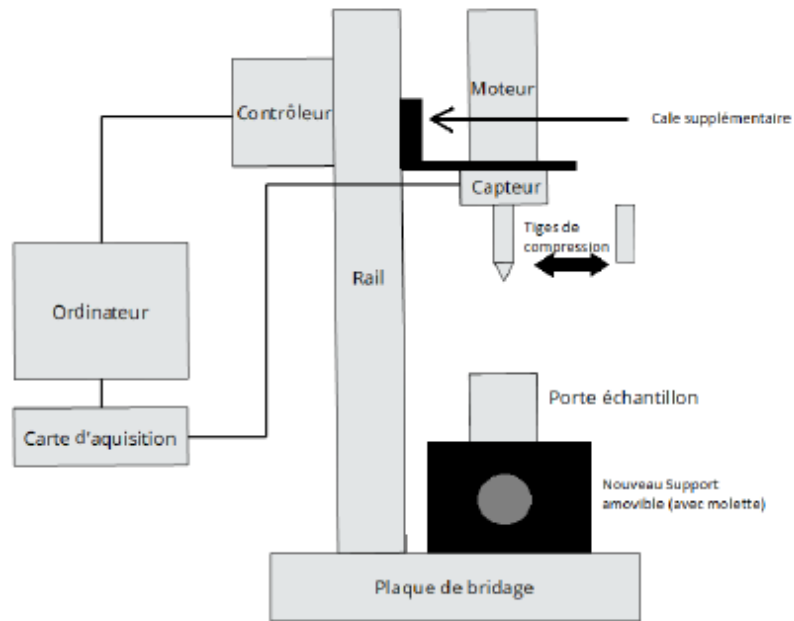 Contrôleur
Moteur
Cale supplémentaire
Capteur
Tiges de
compression
Rail
Ordinateur
Porte échantillon
Carte d'aquisition
Nouveau Support
amovible (avec molette)
Plaque de bridage